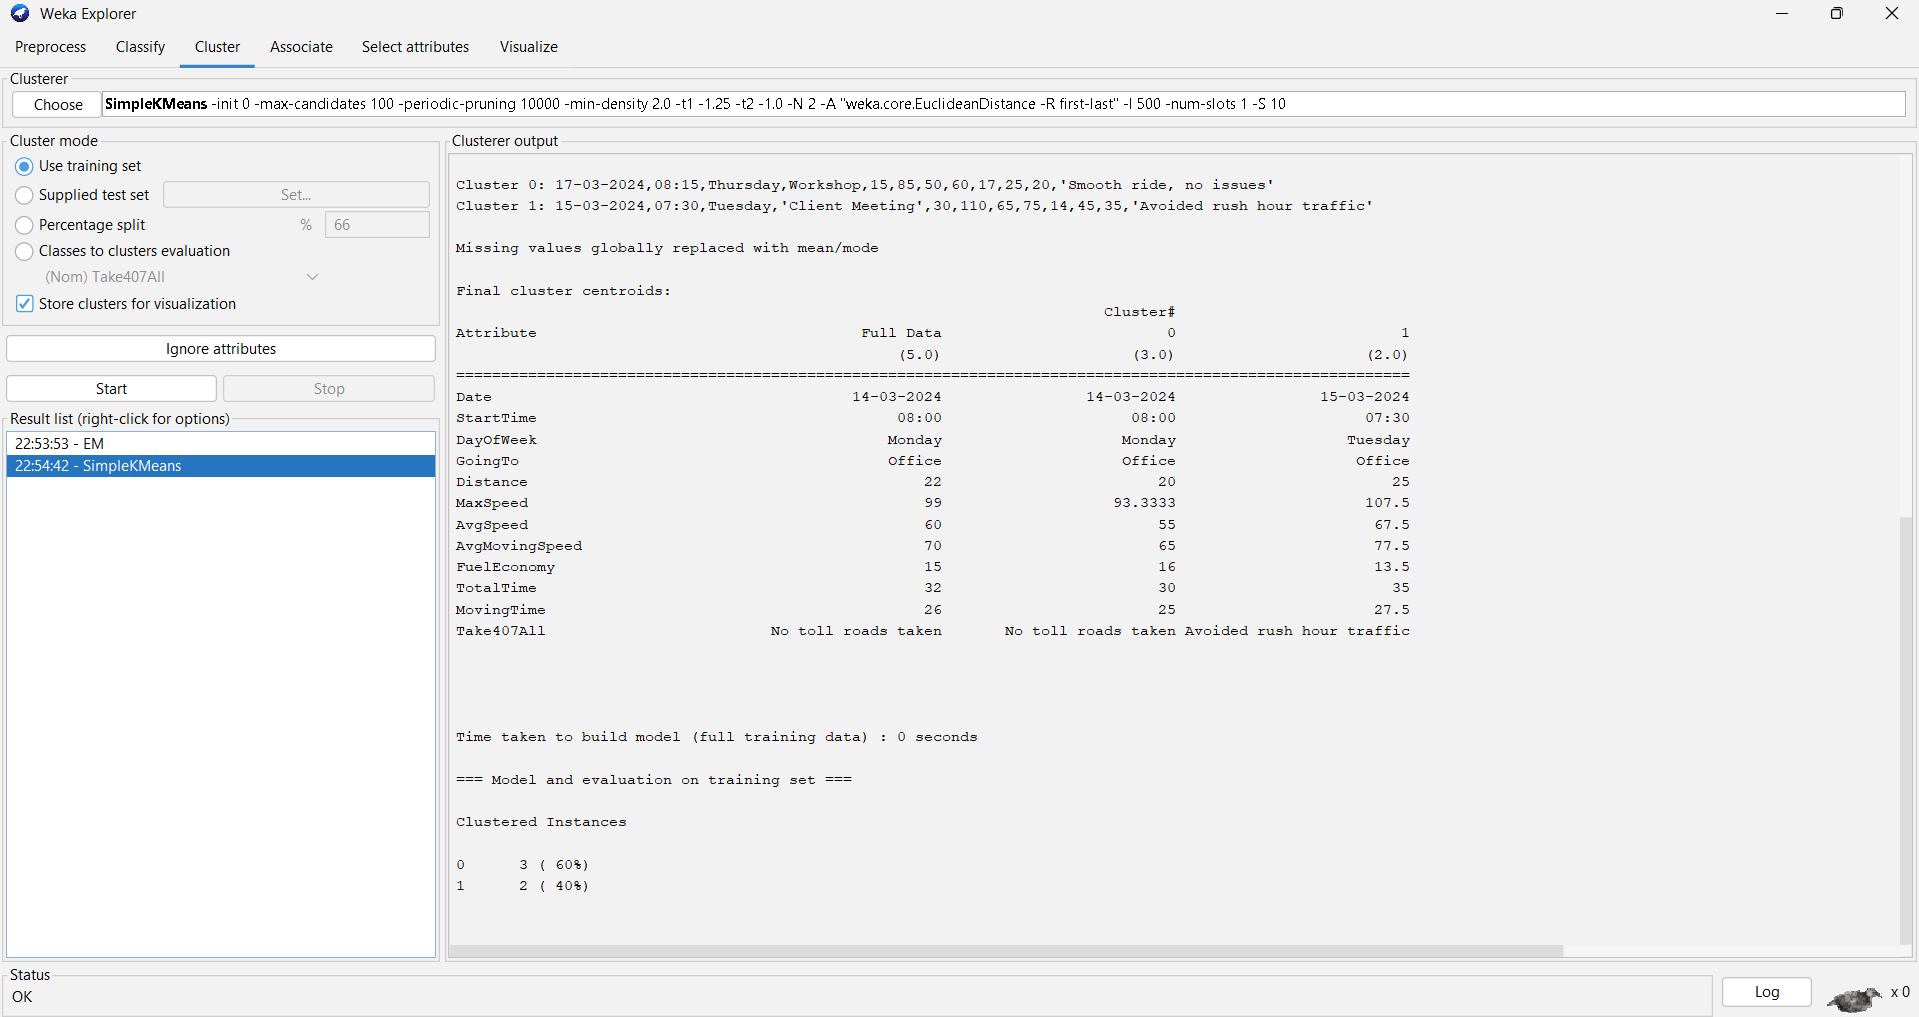 Weka Explorer
Preprocess Classify Cluster Associate Select attributes Visualize
Clusterer
Choose SimpleKMeans -init 0 -max-candidates 100 -periodic-pruning 10000 -min-density 2.0 -t1 -1.25 -t2 -1.0 -N 2 -A "weka.core.EuclideanDistance -R first-last" -I 500 -num-slots 1 -S 10
Cluster mode
Use training set
Supplied test set Set...
Percentage split % 66
Classes to clusters evaluation
(Nom) Take407All
Store clusters for visualization
Ignore attributes
Start Stop
Result list (right-click for options)
22:53:53 - EM
22:54:42 - SimpleKMeans
Clusterer output
Cluster 0: 17-03-2024,08:15,Thursday,Workshop,15,85,50,60,17,25,20,'Smooth ride, no issues'
Cluster 1: 15-03-2024,07:30,Tuesday,'Client Meeting',30,110,65,75,14,45,35,'Avoided rush hour traffic'
Missing values globally replaced with mean/mode
Final cluster centroids:
Cluster#
Attribute Full Data 0 1
(5.0) (3.0) (2.0)
==========================================================================================================
Date 14-03-2024 14-03-2024 15-03-2024
StartTime 08:00 08:00 07:30
DayOfWeek Monday Monday Tuesday
GoingTo Office Office Office
Distance 22 20 25
MaxSpeed 99 93.3333 107.5
AvgSpeed 60 55 67.5
AvgMovingSpeed 70 65 77.5
FuelEconomy 15 16 13.5
TotalTime 32 30 35
MovingTime 26 25 27.5
Take407All No toll roads taken No toll roads taken Avoided rush hour traffic
Time taken to build model (full training data) : 0 seconds
=== Model and evaluation on training set ===
Clustered Instances
0 3 ( 60%)
1 2 ( 40%)
Status
OK
Log x 0